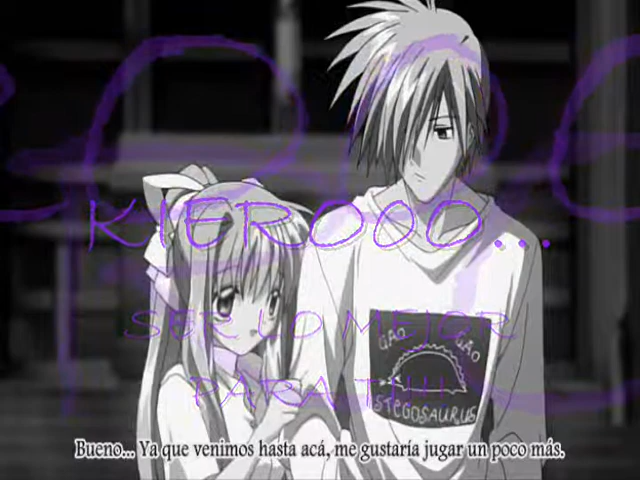 KIEROOO...
SER LO MEJOR
PARA TI!!
GAO GAO
STEGOSAURUS
Bueno... Ya que venimos hasta acá, me gustaría jugar un poco más.